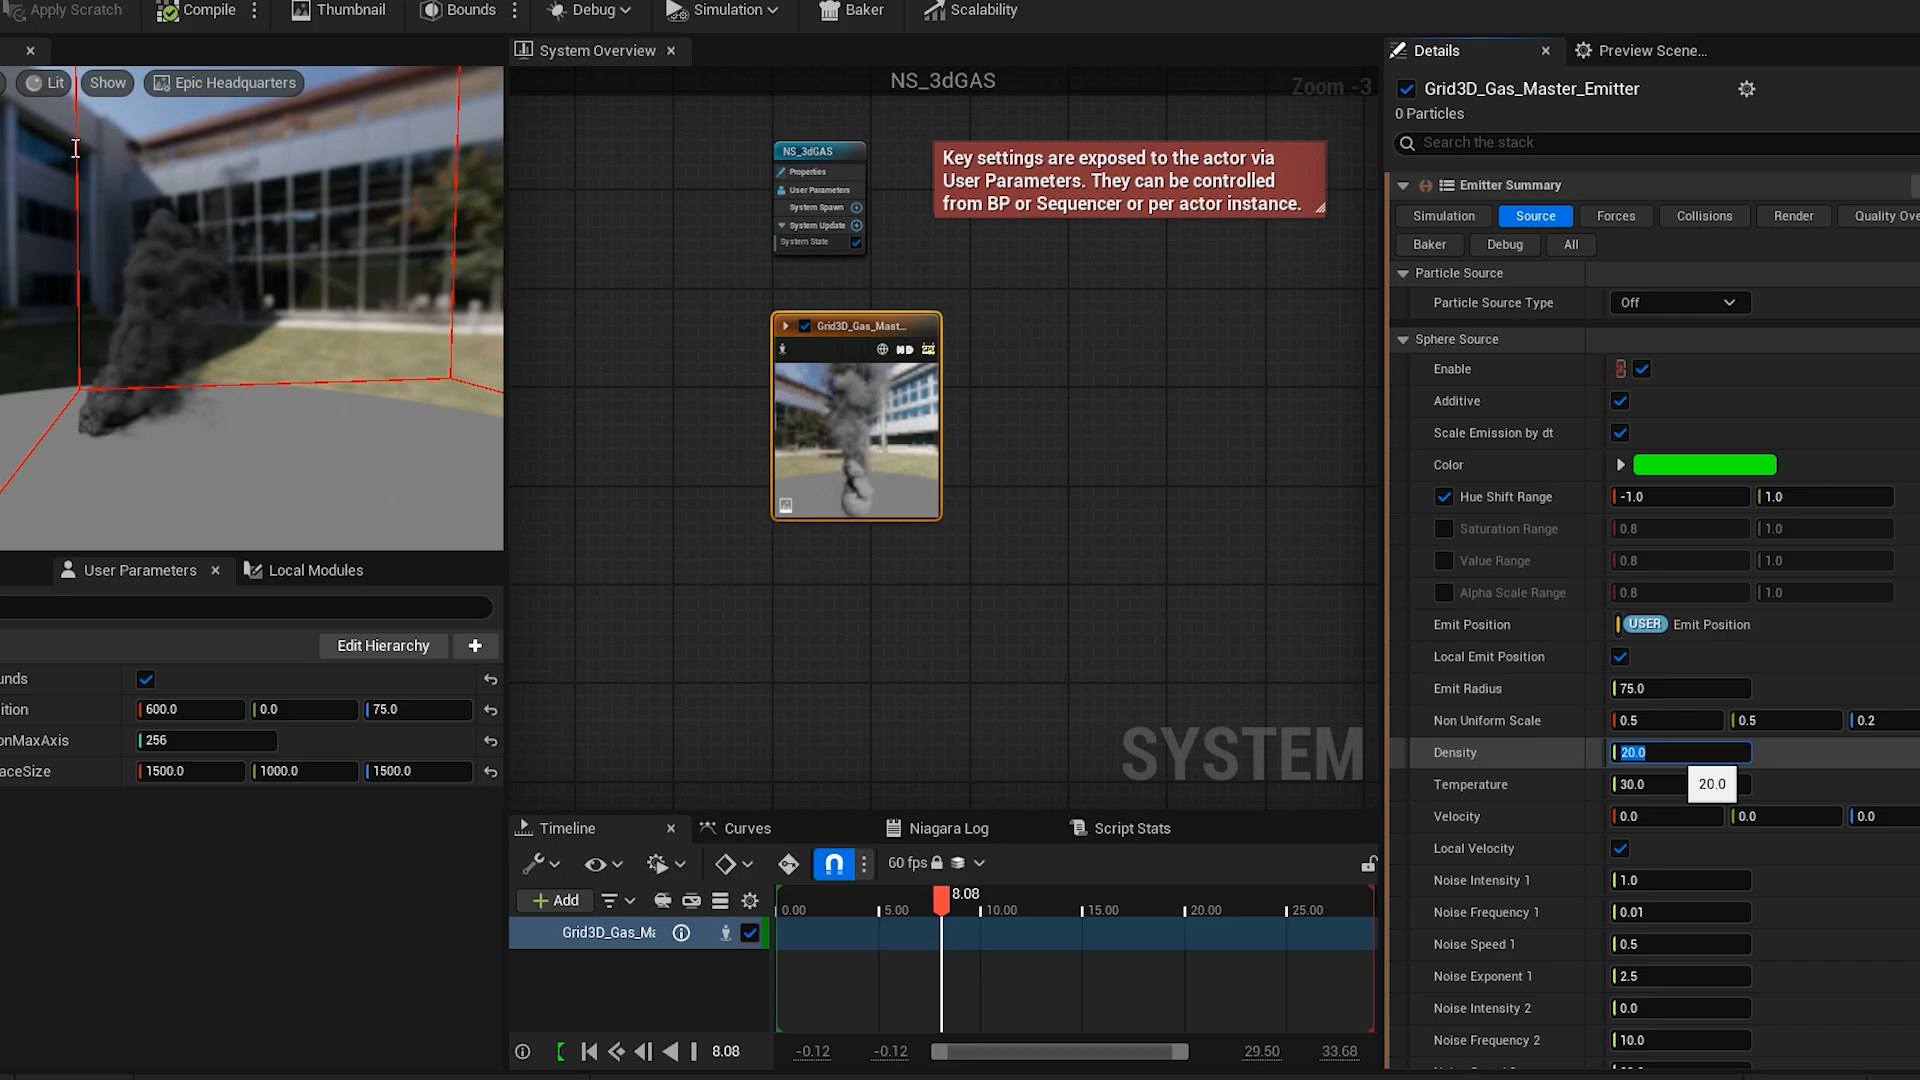 Apply Scratch
Compile
Thumbnail
Bounds
Debug
Simulation
Baker
Scalability
System Overview
Details
Preview Scene...
Lit
Show
Epic Headquarters
NS_3dGAS
Zoom -3
Grid3D_Gas_Master_Emitter
0 Particles
Search the stack
NS_3dGAS
Properties
User Parameters
System Spawn
System Update
System State
Key settings are exposed to the actor via
User Parameters. They can be controlled
from BP or Sequencer or per actor instance.
Grid3D_Gas_Mast...
SYSTEM
Emitter Summary
Simulation
Source
Forces
Collisions
Render
Quality Ove
Baker
Debug
All
Particle Source
Particle Source Type Off
Sphere Source
Enable
Additive
Scale Emission by dt
Color
Hue Shift Range -1.0 1.0
Saturation Range 0.8 1.0
Value Range 0.8 1.0
Alpha Scale Range 0.8 1.0
Emit Position USER Emit Position
Local Emit Position
Emit Radius 75.0
Non Uniform Scale 0.5 0.5 0.2
Density 20.0
Temperature 30.0
20.0
Velocity 0.0 0.0 0.0
Local Velocity
Noise Intensity 1 1.0
Noise Frequency 1 0.01
Noise Speed 1 0.5
Noise Exponent 1 2.5
Noise Intensity 2 0.0
Noise Frequency 2 10.0
User Parameters
Local Modules
Edit Hierarchy
unds
ition 600.0 0.0 75.0
onMaxAxis 256
aceSize 1500.0 1000.0 1500.0
Timeline
Curves
Niagara Log
Script Stats
60 fps
Add
8.08
0.00 5.00 10.00 15.00 20.00 25.00
Grid3D_Gas_Ma
8.08
-0.12 -0.12 29.50 33.68